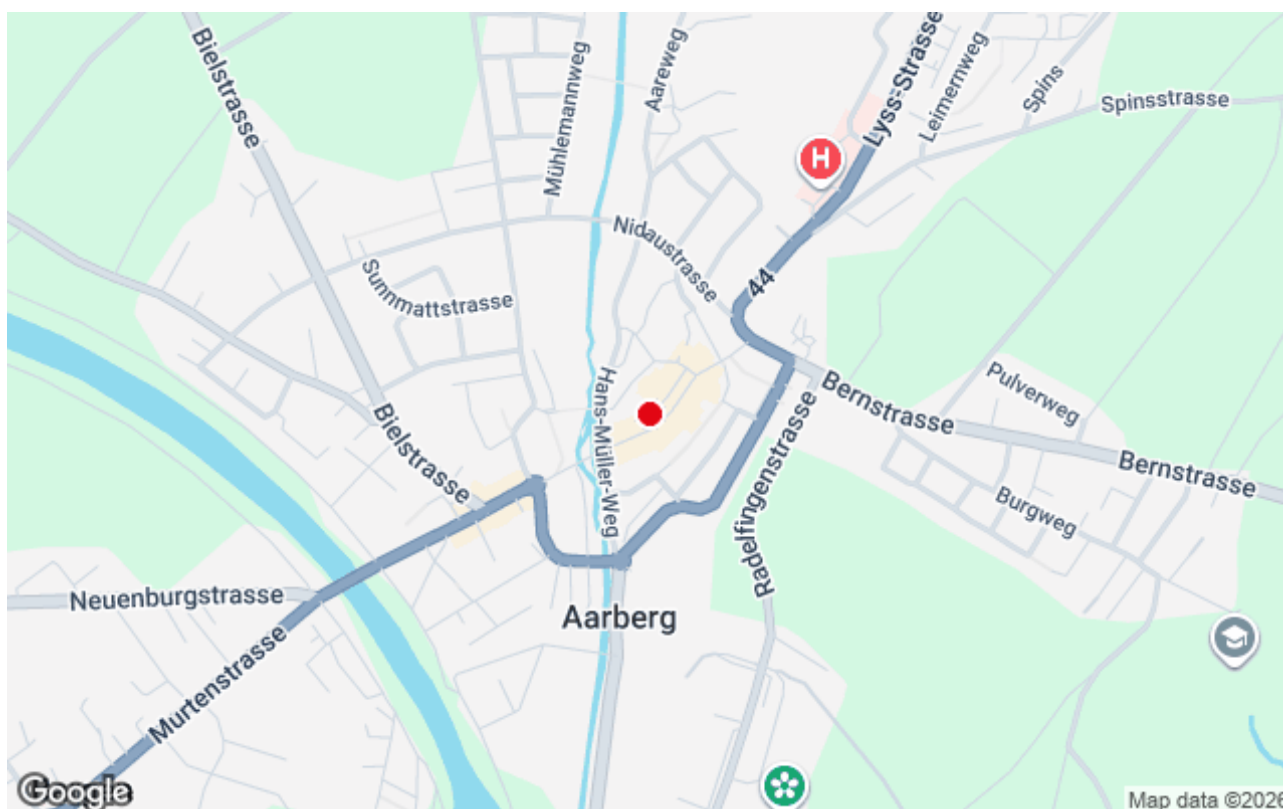 Bielstrasse
Mühlemannweg
Aareweg
Lyss-Strasse
Leimernweg
Spins
Spinsstrasse
H
Nidaustrasse
44
Sunnmattstrasse
Hans-Müller-Weg
Pulverweg
Bernstrasse
Bielstrasse
Bernstrasse
Radelfingenstrasse
Burgweg
Neuenburgstrasse
Aarberg
Murtenstrasse
Google
Map data ©2026